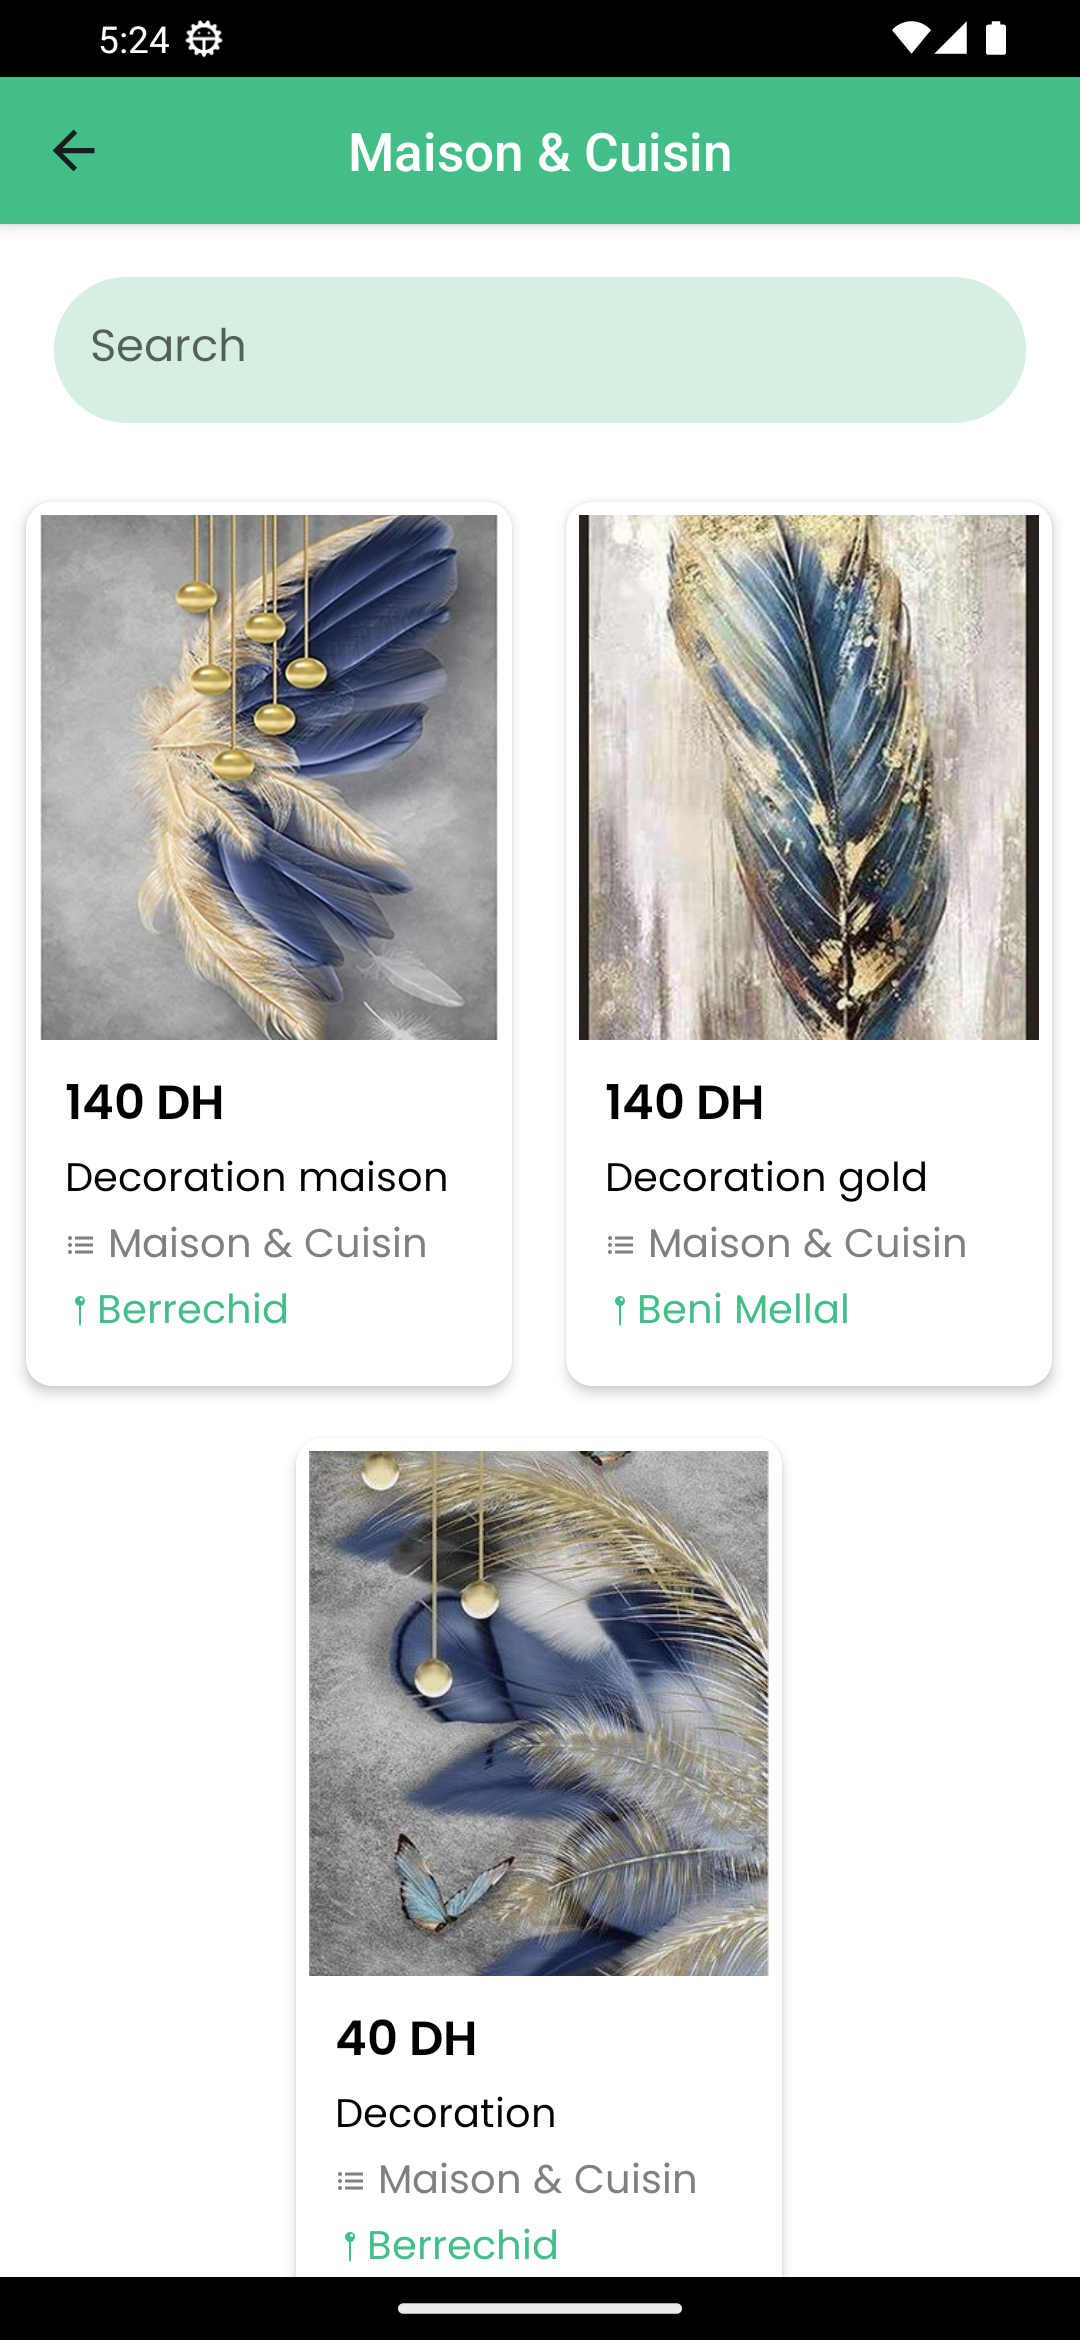 5:24
Maison & Cuisin
Search
140 DH
Decoration maison
Maison & Cuisin
Berrechid
140 DH
Decoration gold
Maison & Cuisin
Beni Mellal
40 DH
Decoration
Maison & Cuisin
Berrechid